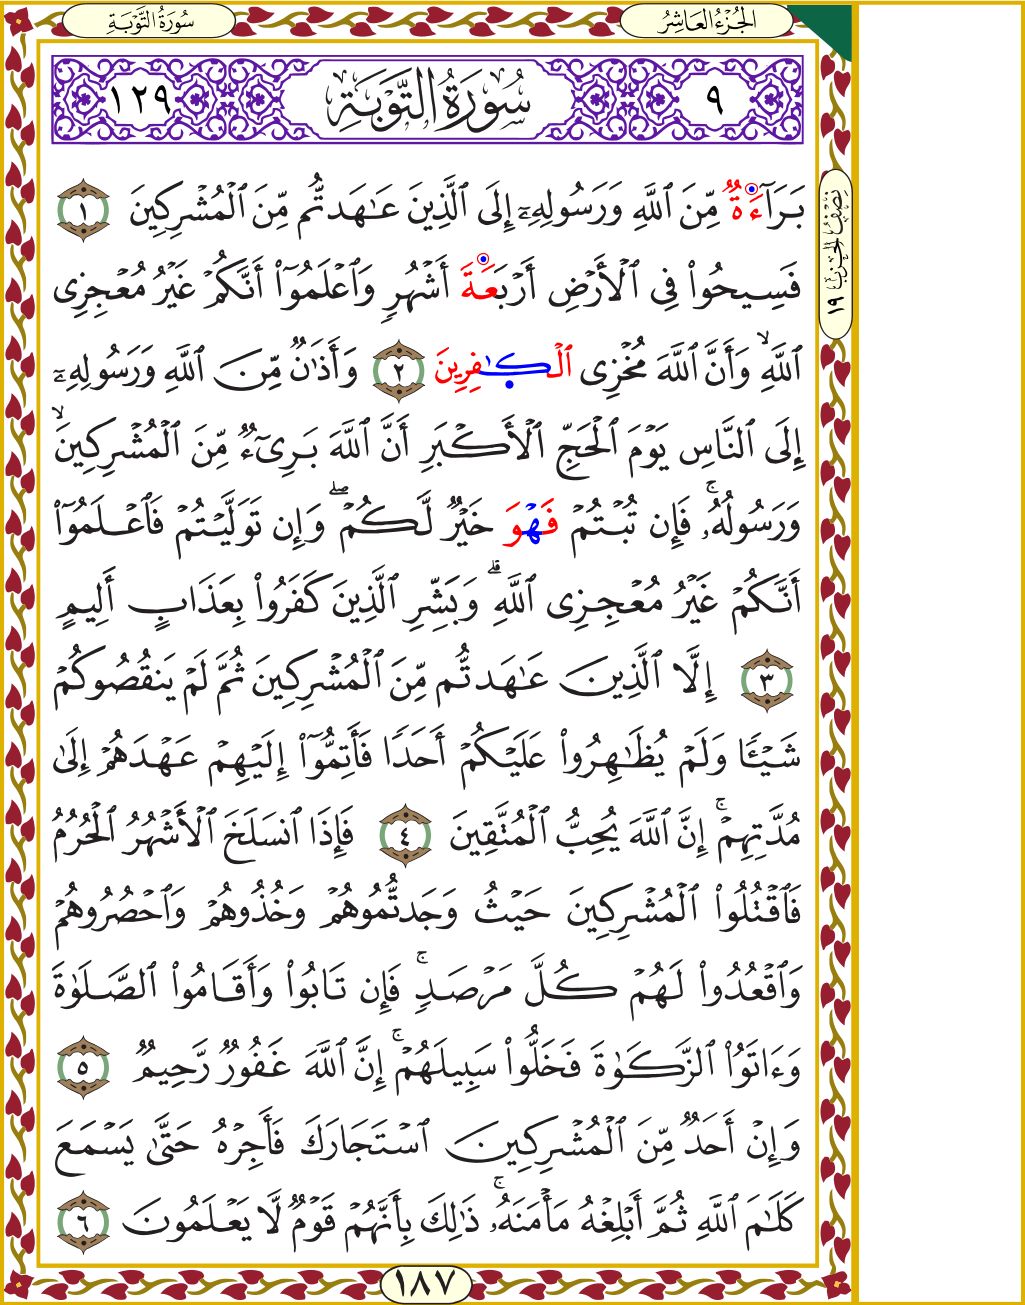 سُورَةُ التَّوْبَةِ
الجُزْءُ العَاشِرُ
١٢٩ سُورَةُ التَّوْبَةِ ٩
نِصْفُ الحِزْبِ ١٩
بَرَآءَةٌ مِّنَ ٱللَّهِ وَرَسُولِهِۦٓ إِلَى ٱلَّذِينَ عَـٰهَدتُّم مِّنَ ٱلْمُشْرِكِينَ ١
فَسِيحُوا۟ فِى ٱلْأَرْضِ أَرْبَعَةَ أَشْهُرٍ وَٱعْلَمُوٓا۟ أَنَّكُمْ غَيْرُ مُعْجِزِى
ٱللَّهِ ۙ وَأَنَّ ٱللَّهَ مُخْزِى ٱلْكَـٰفِرِينَ ٢ وَأَذَٰنٌ مِّنَ ٱللَّهِ وَرَسُولِهِۦٓ
إِلَى ٱلنَّاسِ يَوْمَ ٱلْحَجِّ ٱلْأَكْبَرِ أَنَّ ٱللَّهَ بَرِىٓءٌ مِّنَ ٱلْمُشْرِكِينَ ۙ
وَرَسُولُهُۥ ۚ فَإِن تُبْتُمْ فَهُوَ خَيْرٌ لَّكُمْ ۖ وَإِن تَوَلَّيْتُمْ فَٱعْلَمُوٓا۟
أَنَّكُمْ غَيْرُ مُعْجِزِى ٱللَّهِ ۗ وَبَشِّرِ ٱلَّذِينَ كَفَرُوا۟ بِعَذَابٍ أَلِيمٍ
٣ إِلَّا ٱلَّذِينَ عَـٰهَدتُّم مِّنَ ٱلْمُشْرِكِينَ ثُمَّ لَمْ يَنقُصُوكُمْ
شَيْـًٔا وَلَمْ يُظَـٰهِرُوا۟ عَلَيْكُمْ أَحَدًا فَأَتِمُّوٓا۟ إِلَيْهِمْ عَهْدَهُمْ إِلَىٰ
مُدَّتِهِمْ ۚ إِنَّ ٱللَّهَ يُحِبُّ ٱلْمُتَّقِينَ ٤ فَإِذَا ٱنسَلَخَ ٱلْأَشْهُرُ ٱلْحُرُمُ
فَٱقْتُلُوا۟ ٱلْمُشْرِكِينَ حَيْثُ وَجَدتُّمُوهُمْ وَخُذُوهُمْ وَٱحْصُرُوهُمْ
وَٱقْعُدُوا۟ لَهُمْ كُلَّ مَرْصَدٍ ۚ فَإِن تَابُوا۟ وَأَقَامُوا۟ ٱلصَّلَوٰةَ
وَءَاتَوُا۟ ٱلزَّكَوٰةَ فَخَلُّوا۟ سَبِيلَهُمْ ۚ إِنَّ ٱللَّهَ غَفُورٌ رَّحِيمٌ ٥
وَإِنْ أَحَدٌ مِّنَ ٱلْمُشْرِكِينَ ٱسْتَجَارَكَ فَأَجِرْهُ حَتَّىٰ يَسْمَعَ
كَلَـٰمَ ٱللَّهِ ثُمَّ أَبْلِغْهُ مَأْمَنَهُۥ ۚ ذَٰلِكَ بِأَنَّهُمْ قَوْمٌ لَّا يَعْلَمُونَ ٦
١٨٧